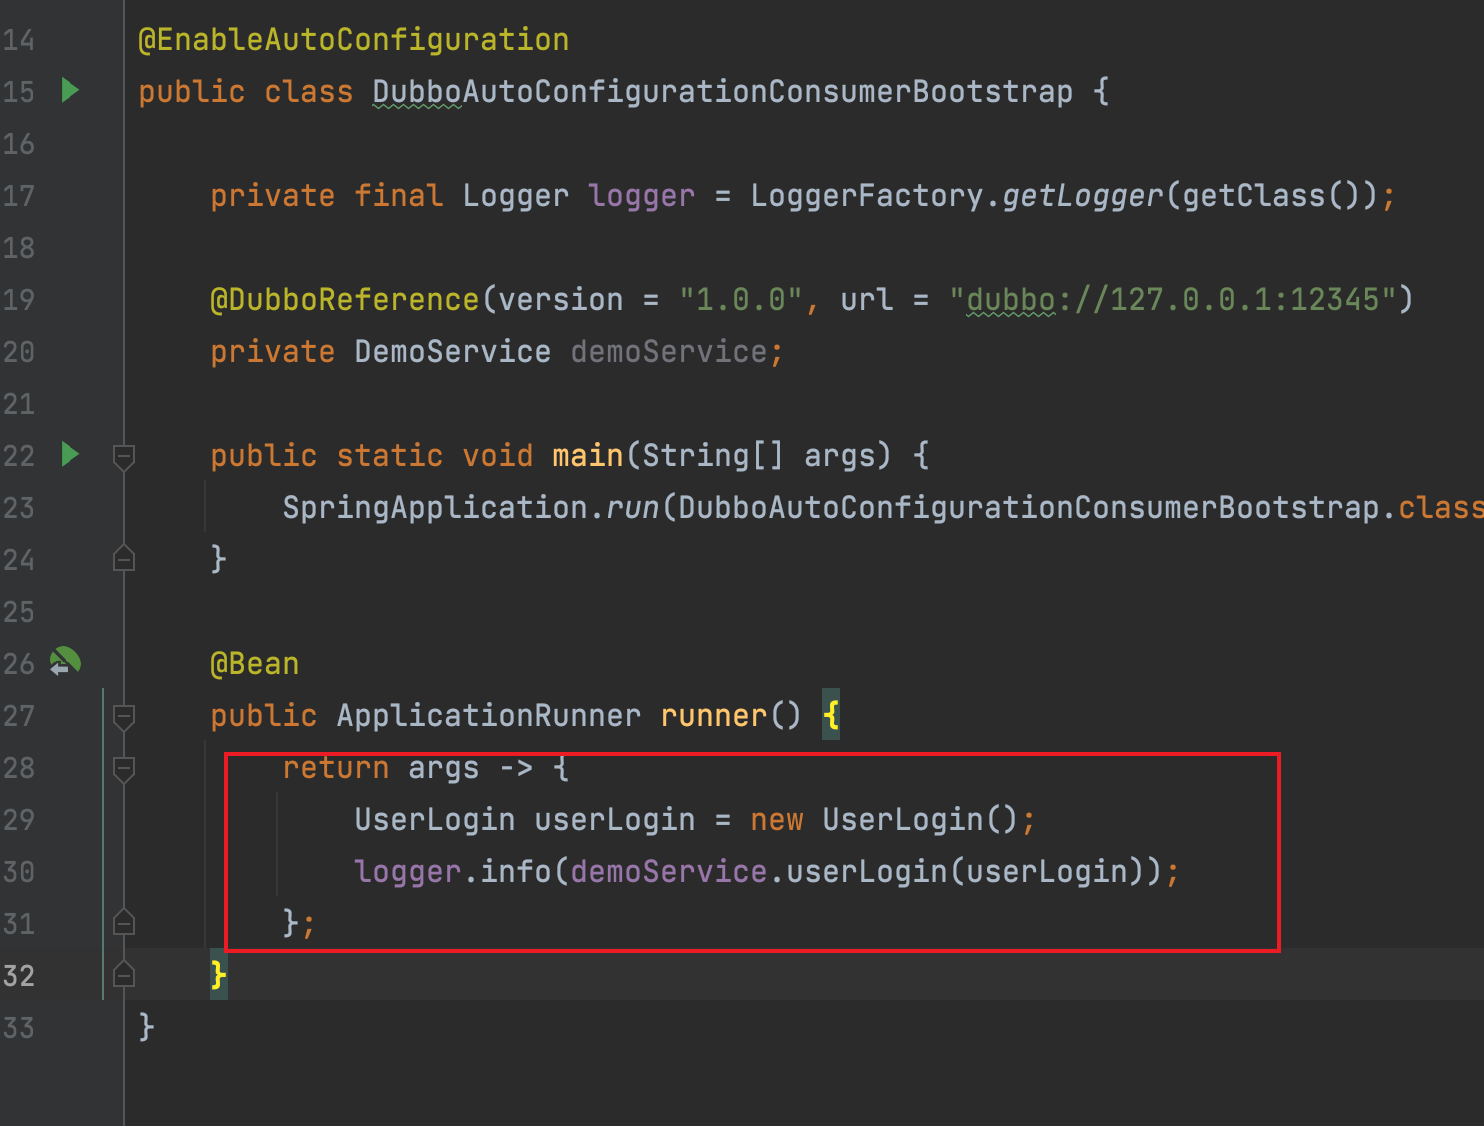 14 @EnableAutoConfiguration
15 public class DubboAutoConfigurationConsumerBootstrap {
16
17 private final Logger logger = LoggerFactory.getLogger(getClass());
18
19 @DubboReference(version = "1.0.0", url = "dubbo://127.0.0.1:12345")
20 private DemoService demoService;
21
22 public static void main(String[] args) {
23 SpringApplication.run(DubboAutoConfigurationConsumerBootstrap.class
24 }
25
26 @Bean
27 public ApplicationRunner runner() {
28 return args -> {
29 UserLogin userLogin = new UserLogin();
30 logger.info(demoService.userLogin(userLogin));
31 };
32 }
33 }